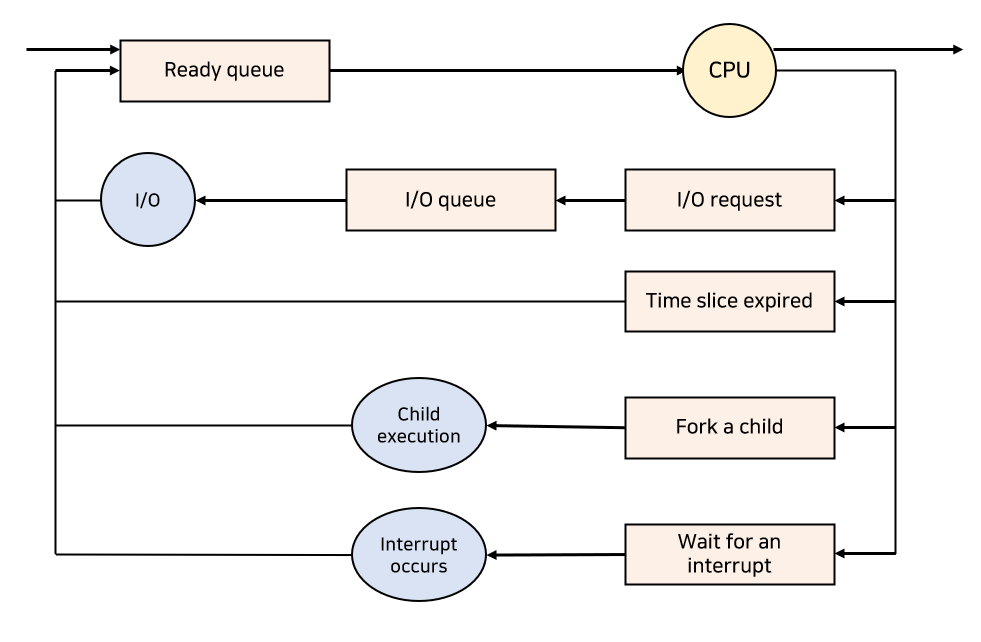 Ready queue
CPU
I/O
I/O queue
I/O request
Time slice expired
Child
execution
Fork a child
Interrupt
occurs
Wait for an
interrupt